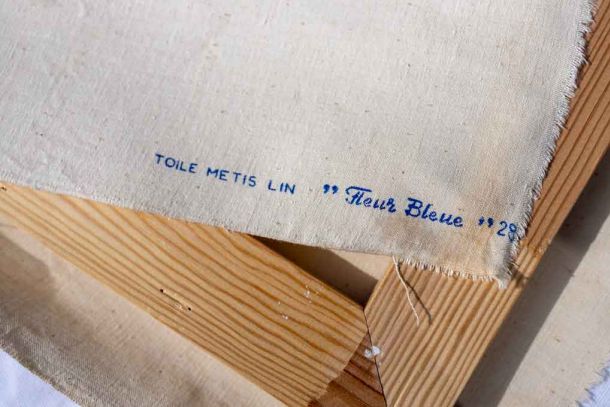 TOILE METIS LIN ” Fleur Bleue ” 28